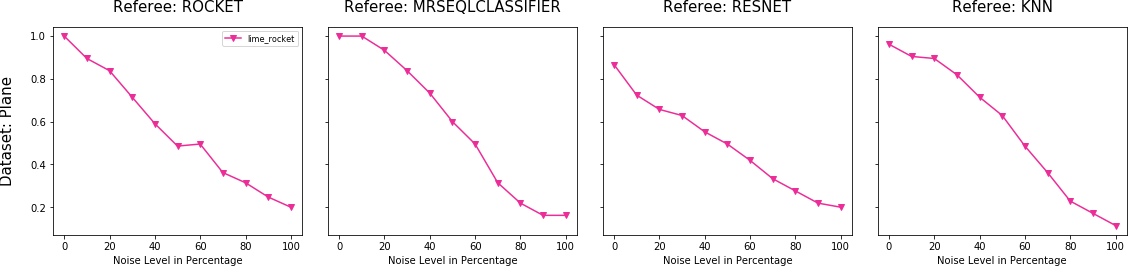 Referee: ROCKET
Referee: MRSEQLCLASSIFIER
Referee: RESNET
Referee: KNN
Dataset: Plane
1.0
0.8
0.6
0.4
0.2
lime_rocket
0 20 40 60 80 100
0 20 40 60 80 100
0 20 40 60 80 100
0 20 40 60 80 100
Noise Level in Percentage
Noise Level in Percentage
Noise Level in Percentage
Noise Level in Percentage